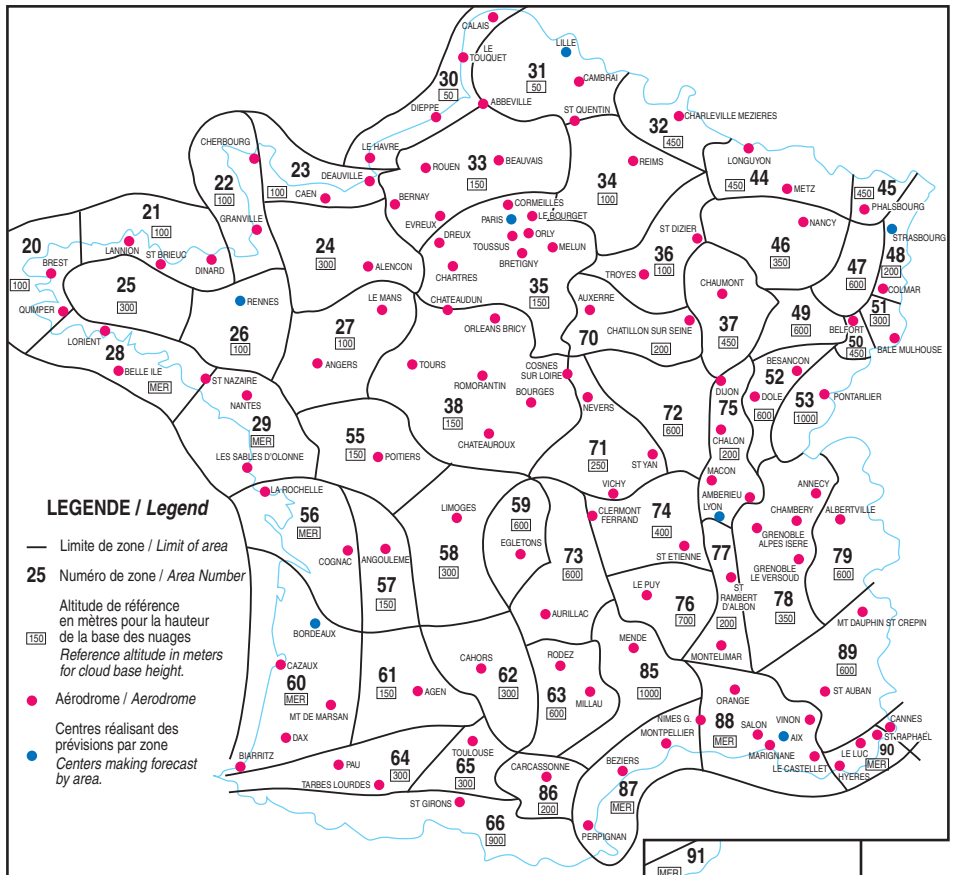 CALAIS
LE
TOUQUET
LILLE
30
50
31
50
CAMBRAI
ABBEVILLE
DIEPPE
ST QUENTIN
CHARLEVILLE MEZIERES
32
450
CHERBOURG
LE HAVRE
23
100
22
100
DEAUVILLE
CAEN
ROUEN
33
150
BEAUVAIS
REIMS
34
100
LONGUYON
450
44
METZ
450
45
PHALSBOURG
STRASBOURG
BERNAY
EVREUX
CORMEILLES
PARIS
LE BOURGET
ORLY
TOUSSUS
MELUN
BRETIGNY
DREUX
CHARTRES
ST DIZIER
NANCY
46
350
47
600
48
200
COLMAR
GRANVILLE
21
100
20
100
BREST
LANNION
ST BRIEUC
DINARD
24
300
ALENCON
25
300
QUIMPER
RENNES
26
100
LORIENT
28
MER
BELLE ILE
LE MANS
27
100
ANGERS
CHATEAUDUN
35
150
ORLEANS BRICY
36
100
TROYES
CHAUMONT
AUXERRE
70
CHATILLON SUR SEINE
200
37
450
49
600
51
300
BELFORT
50
450
BALE MULHOUSE
BESANCON
52
600
DOLE
53
1000
PONTARLIER
ST NAZAIRE
NANTES
29
MER
LES SABLES D'OLONNE
TOURS
ROMORANTIN
COSNES
SUR LOIRE
BOURGES
NEVERS
38
150
CHATEAUROUX
DIJON
75
CHALON
200
72
600
71
250
ST YAN
MACON
55
150
POITIERS
LA ROCHELLE
56
MER
COGNAC
ANGOULEME
57
150
LIMOGES
58
300
59
600
EGLETONS
VICHY
CLERMONT
FERRAND
73
600
74
400
ST ETIENNE
AMBERIEU
LYON
ANNECY
CHAMBERY
ALBERTVILLE
GRENOBLE
ALPES ISERE
GRENOBLE
LE VERSOUD
79
600
77
ST
RAMBERT
D'ALBON
200
78
350
MT DAUPHIN ST CREPIN
LE PUY
76
700
MONTELIMAR
AURILLAC
BORDEAUX
CAZAUX
60
MER
MT DE MARSAN
DAX
BIARRITZ
61
150
AGEN
CAHORS
62
300
RODEZ
63
600
MILLAU
MENDE
85
1000
ORANGE
NIMES G.
88
MER
SALON
VINON
AIX
MARIGNANE
LE CASTELLET
89
600
ST AUBAN
CANNES
ST RAPHAËL
LE LUC
HYERES
90
MER
MONTPELLIER
BEZIERS
87
MER
PERPIGNAN
PAU
TARBES LOURDES
64
300
TOULOUSE
65
300
ST GIRONS
CARCASSONNE
86
200
66
900
91
MER
LEGENDE / Legend
Limite de zone / Limit of area
25 Numéro de zone / Area Number
Altitude de référence
en mètres pour la hauteur
150 de la base des nuages
Reference altitude in meters
for cloud base height.
Aérodrome / Aerodrome
Centres réalisant des
prévisions par zone
Centers making forecast
by area.